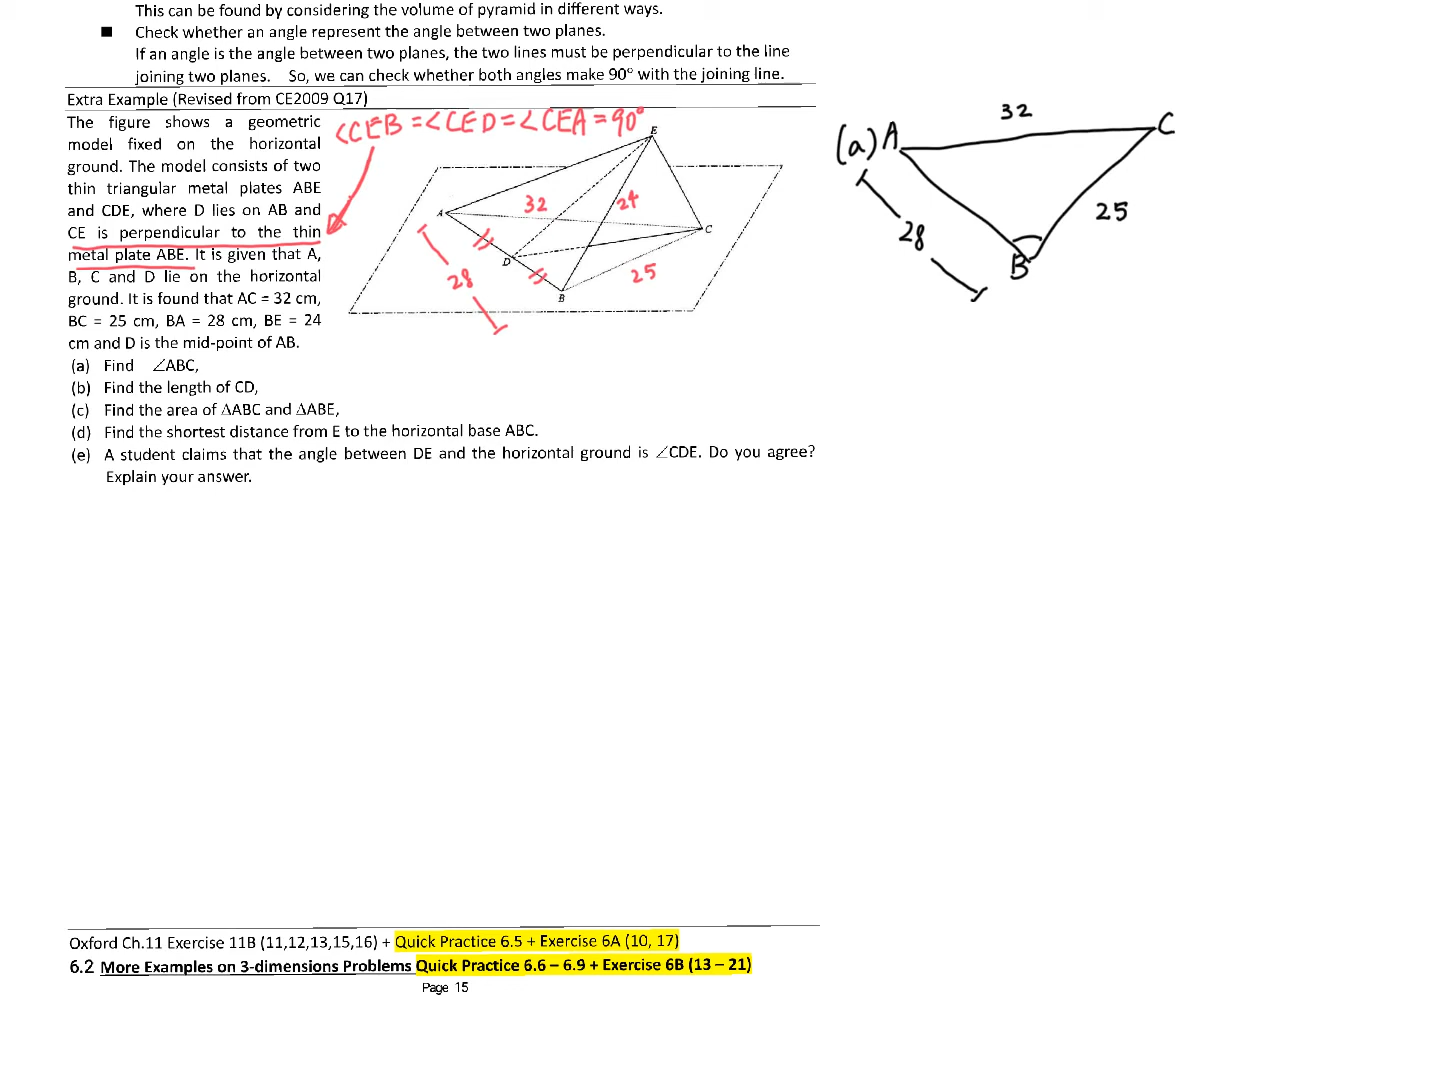 This can be found by considering the volume of pyramid in different ways.
■ Check whether an angle represent the angle between two planes.
If an angle is the angle between two planes, the two lines must be perpendicular to the line
joining two planes. So, we can check whether both angles make 90° with the joining line.
Extra Example (Revised from CE2009 Q17)
The figure shows a geometric
model fixed on the horizontal
ground. The model consists of two
thin triangular metal plates ABE
and CDE, where D lies on AB and
CE is perpendicular to the thin
metal plate ABE. It is given that A,
B, C and D lie on the horizontal
ground. It is found that AC = 32 cm,
BC = 25 cm, BA = 28 cm, BE = 24
cm and D is the mid-point of AB.
∠CEB = ∠CED = ∠CEA = 90°
E
A
32
24
C
D
28
25
B
(a) Find ∠ABC,
(b) Find the length of CD,
(c) Find the area of ΔABC and ΔABE,
(d) Find the shortest distance from E to the horizontal base ABC.
(e) A student claims that the angle between DE and the horizontal ground is ∠CDE. Do you agree?
Explain your answer.
32
(a) A
C
25
28
B
Oxford Ch.11 Exercise 11B (11,12,13,15,16) + Quick Practice 6.5 + Exercise 6A (10, 17)
6.2 More Examples on 3-dimensions Problems Quick Practice 6.6 – 6.9 + Exercise 6B (13 – 21)
Page 15